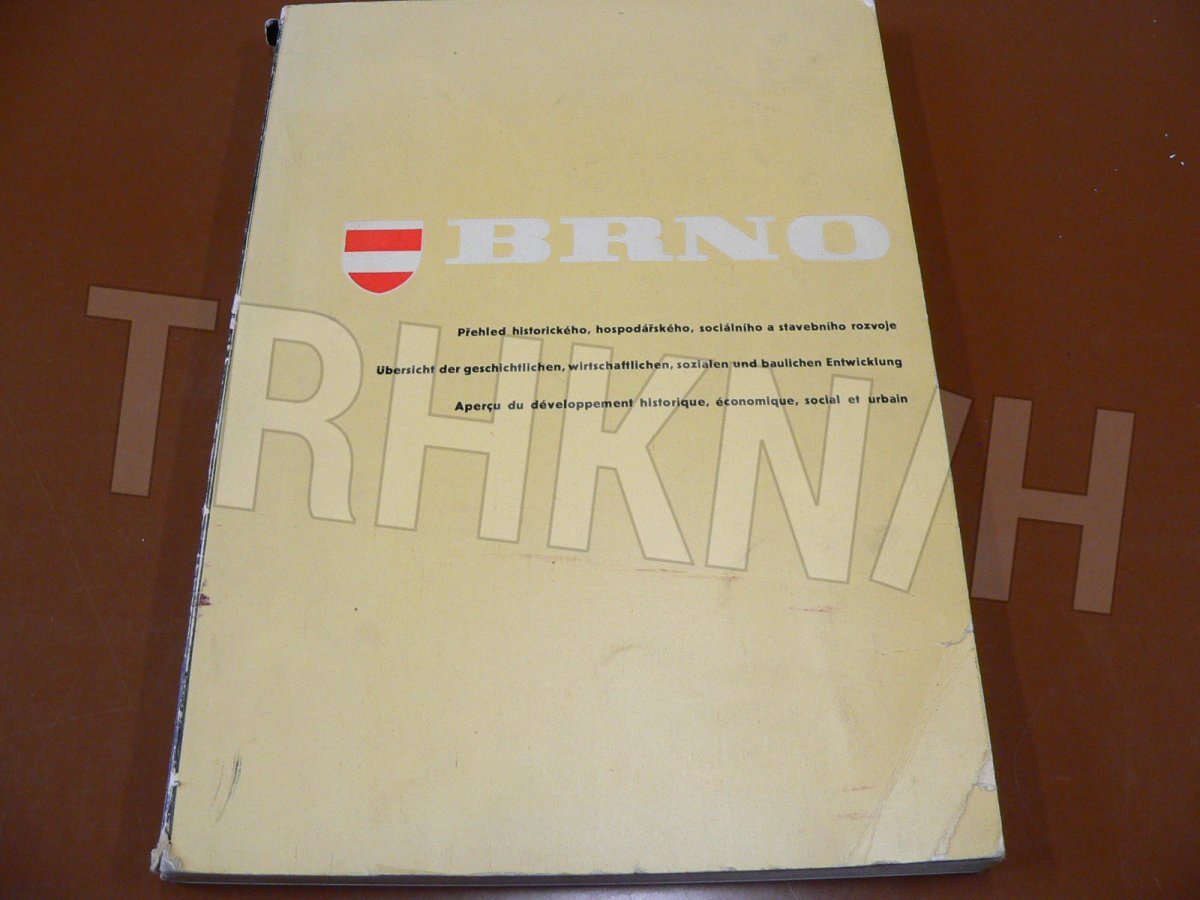 BRNO
Přehled historického, hospodářského, sociálního a stavebního rozvoje
Übersicht der geschichtlichen, wirtschaftlichen, sozialen und baulichen Entwicklung
Aperçu du développement historique, économique, social et urbain
TRHKN/H